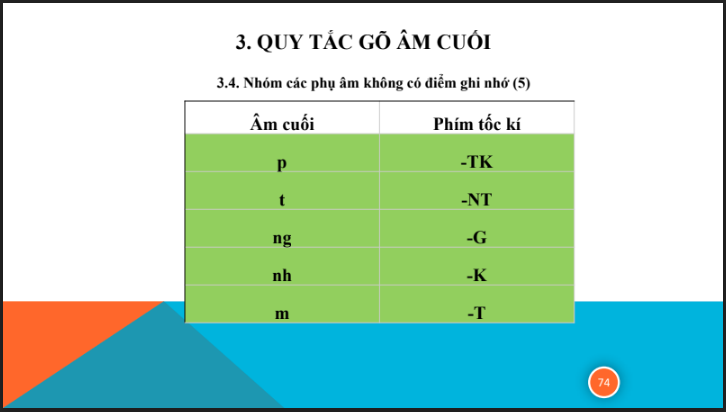 3. QUY TẮC GÕ ÂM CUỐI
3.4. Nhóm các phụ âm không có điểm ghi nhớ (5)
Âm cuối Phím tốc kí
p -TK
t -NT
ng -G
nh -K
m -T
74